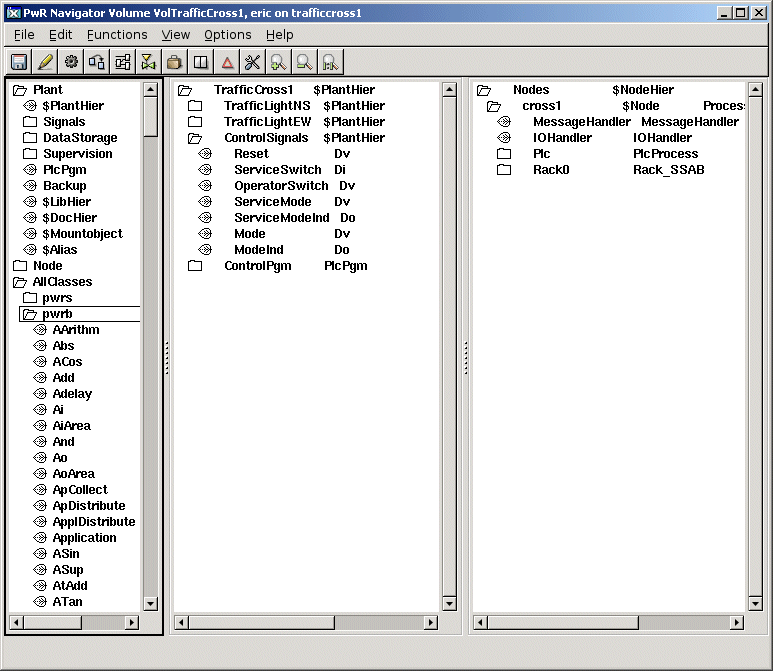 PwR Navigator Volume VolTrafficCross1, eric on trafficcross1
File Edit Functions View Options Help
Plant
$PlantHier
Signals
DataStorage
Supervision
PlcPgm
Backup
$LibHier
$DocHier
$Mountobject
$Alias
Node
AllClasses
pwrs
pwrb
AArithm
Abs
ACos
Add
Adelay
Ai
AiArea
And
Ao
AoArea
ApCollect
ApDistribute
ApplDistribute
Application
ASin
ASup
AtAdd
ATan
TrafficCross1 $PlantHier
TrafficLightNS $PlantHier
TrafficLightEW $PlantHier
ControlSignals $PlantHier
Reset Dv
ServiceSwitch Di
OperatorSwitch Dv
ServiceMode Dv
ServiceModeInd Do
Mode Dv
ModeInd Do
ControlPgm PlcPgm
Nodes $NodeHier
cross1 $Node Process
MessageHandler MessageHandler
IOHandler IOHandler
Plc PlcProcess
Rack0 Rack_SSAB